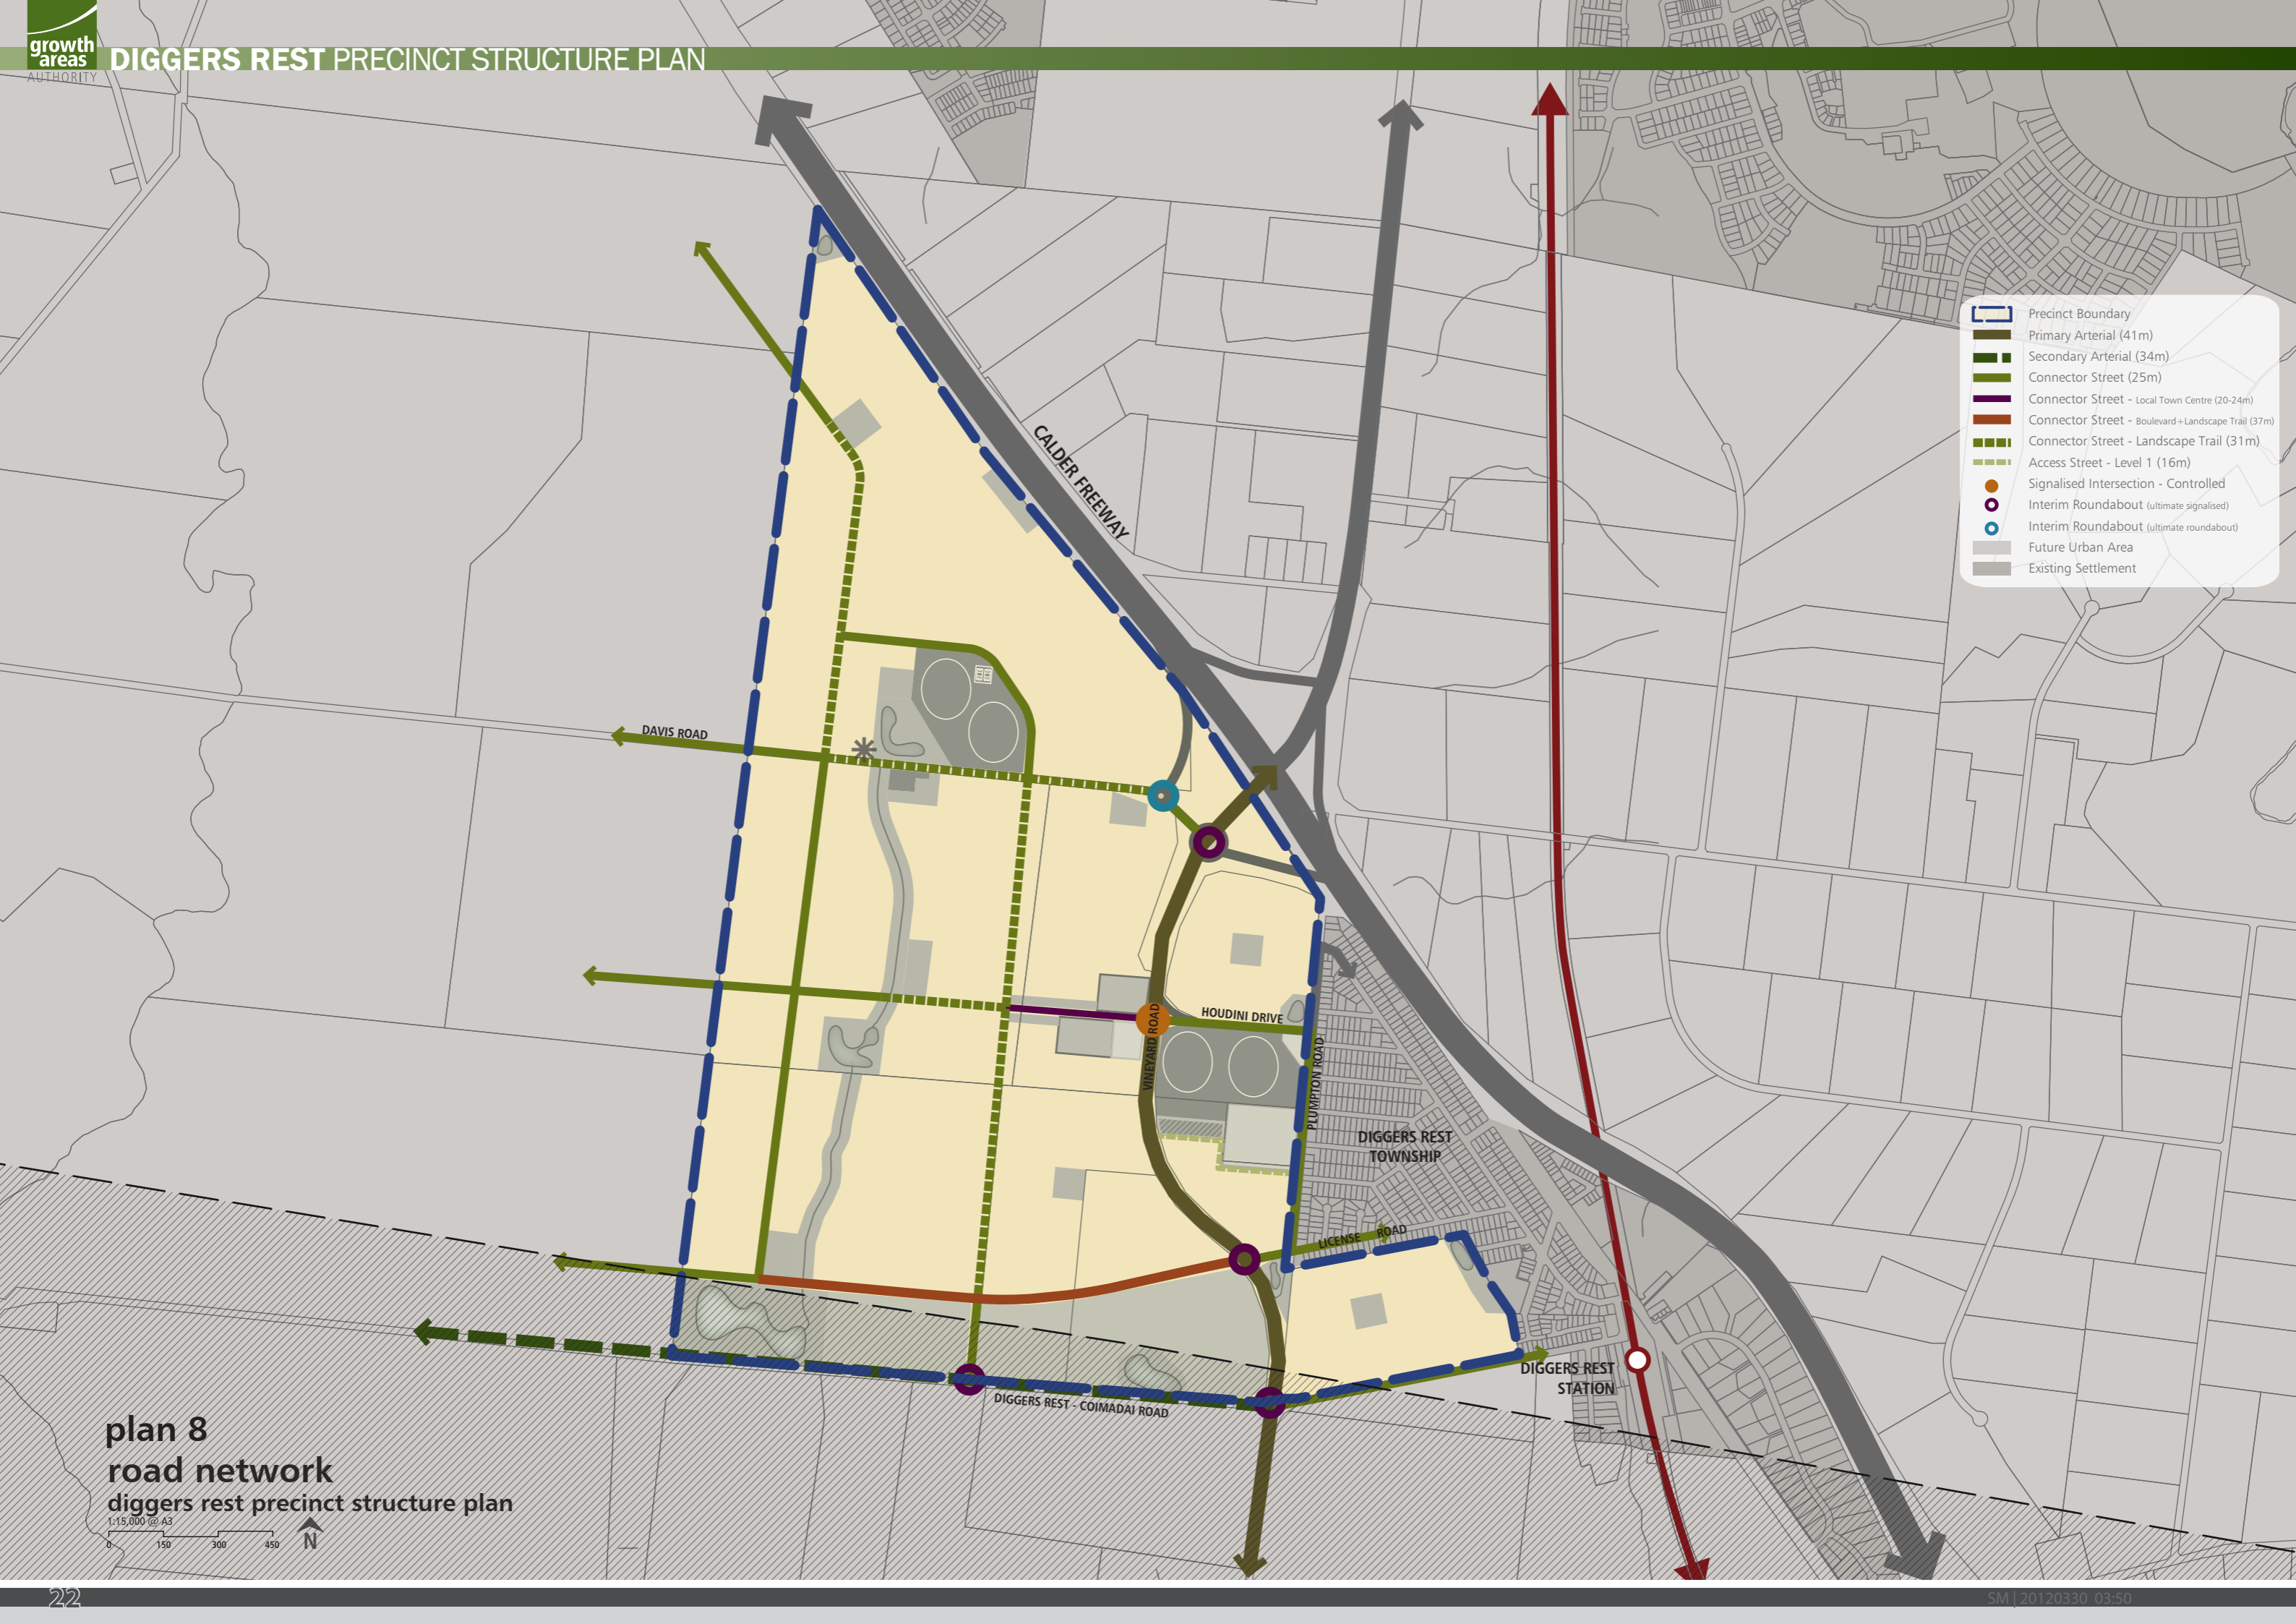 growth
areas
AUTHORITY
DIGGERS REST PRECINCT STRUCTURE PLAN
Precinct Boundary
Primary Arterial (41m)
Secondary Arterial (34m)
Connector Street (25m)
Connector Street - Local Town Centre (20-24m)
Connector Street - Boulevard+Landscape Trail (37m)
Connector Street - Landscape Trail (31m)
Access Street - Level 1 (16m)
Signalised Intersection - Controlled
Interim Roundabout (ultimate signalised)
Interim Roundabout (ultimate roundabout)
Future Urban Area
Existing Settlement
CALDER FREEWAY
DAVIS ROAD
HOUDINI DRIVE
VINEYARD ROAD
PLUMPTON ROAD
DIGGERS REST
TOWNSHIP
LICENSE ROAD
DIGGERS REST
STATION
DIGGERS REST - COIMADAI ROAD
plan 8
road network
diggers rest precinct structure plan
1:15,000 @ A3
0 150 300 450
N
22
SM | 20120330 03:50